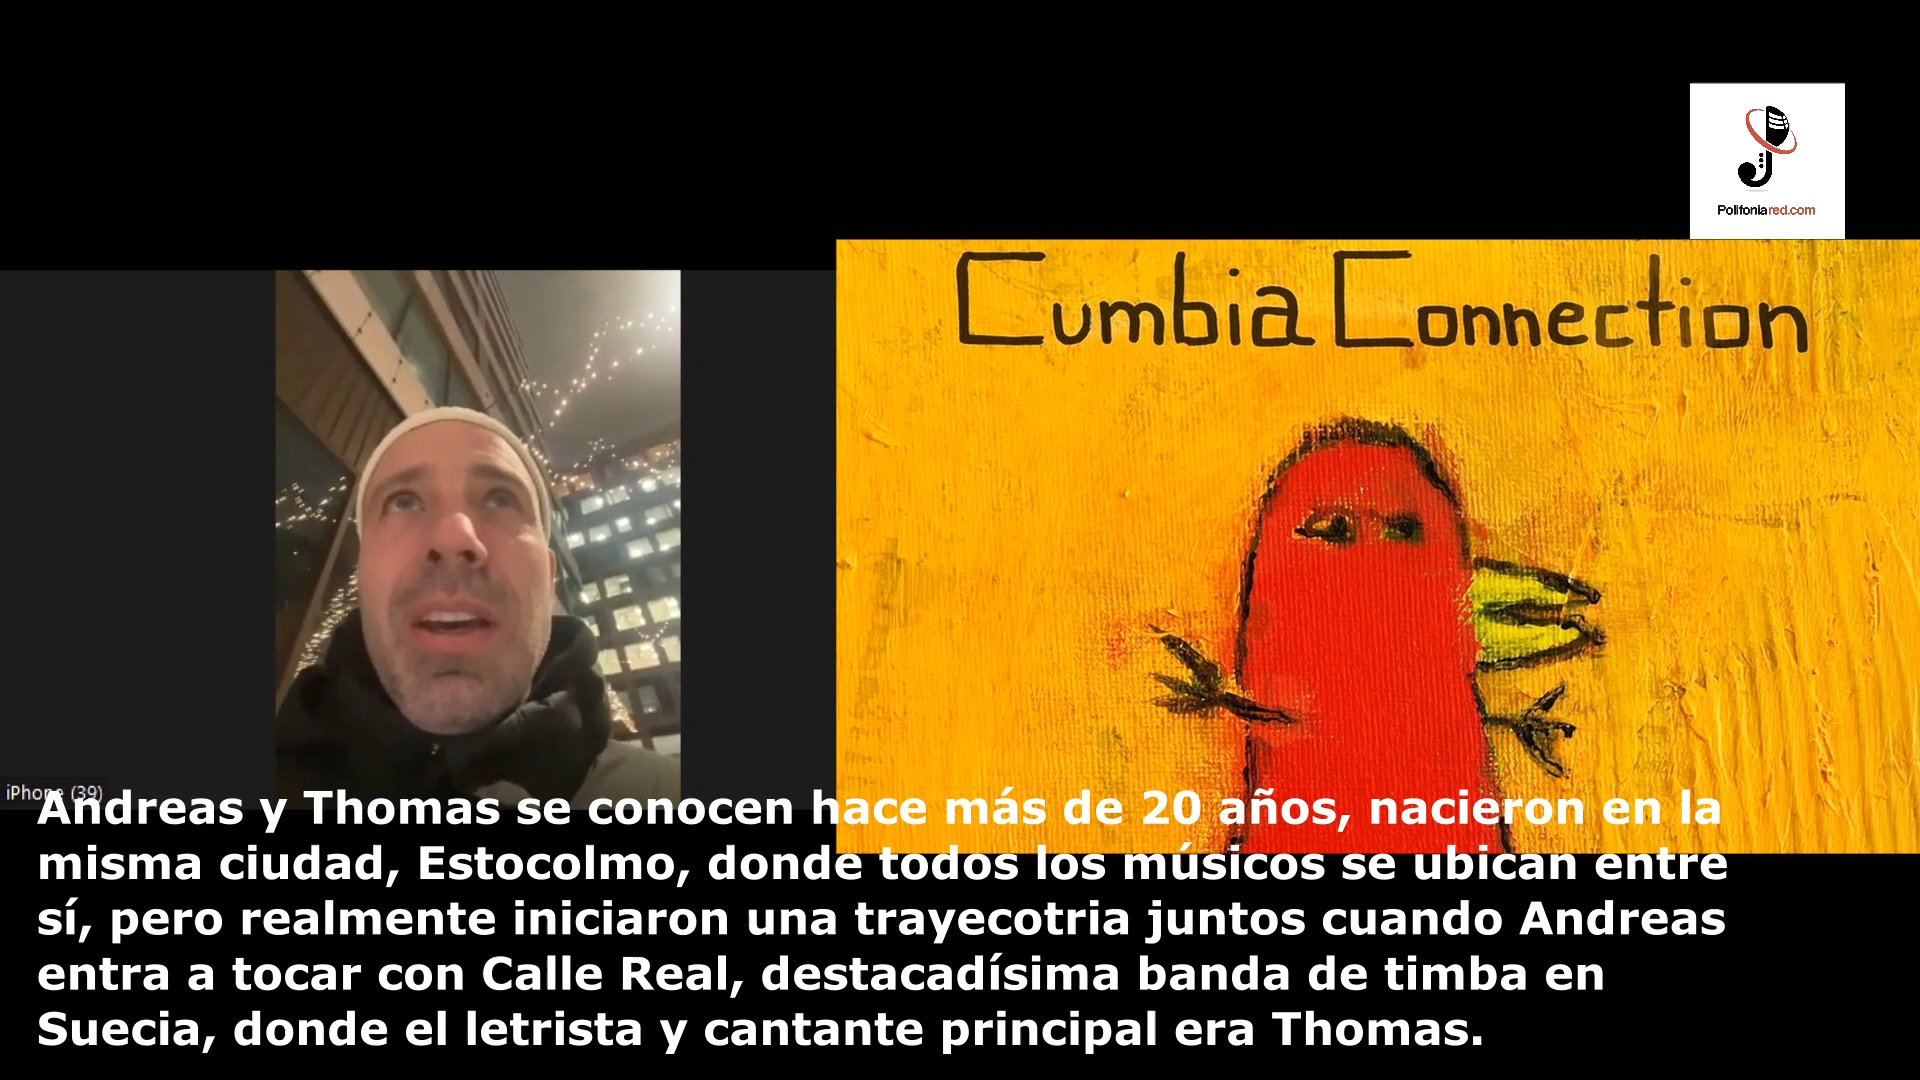 Polifoniared.com
Cumbia Connection
iPhone (39)
Andreas y Thomas se conocen hace más de 20 años, nacieron en la
misma ciudad, Estocolmo, donde todos los músicos se ubican entre
sí, pero realmente iniciaron una trayecotria juntos cuando Andreas
entra a tocar con Calle Real, destacadísima banda de timba en
Suecia, donde el letrista y cantante principal era Thomas.